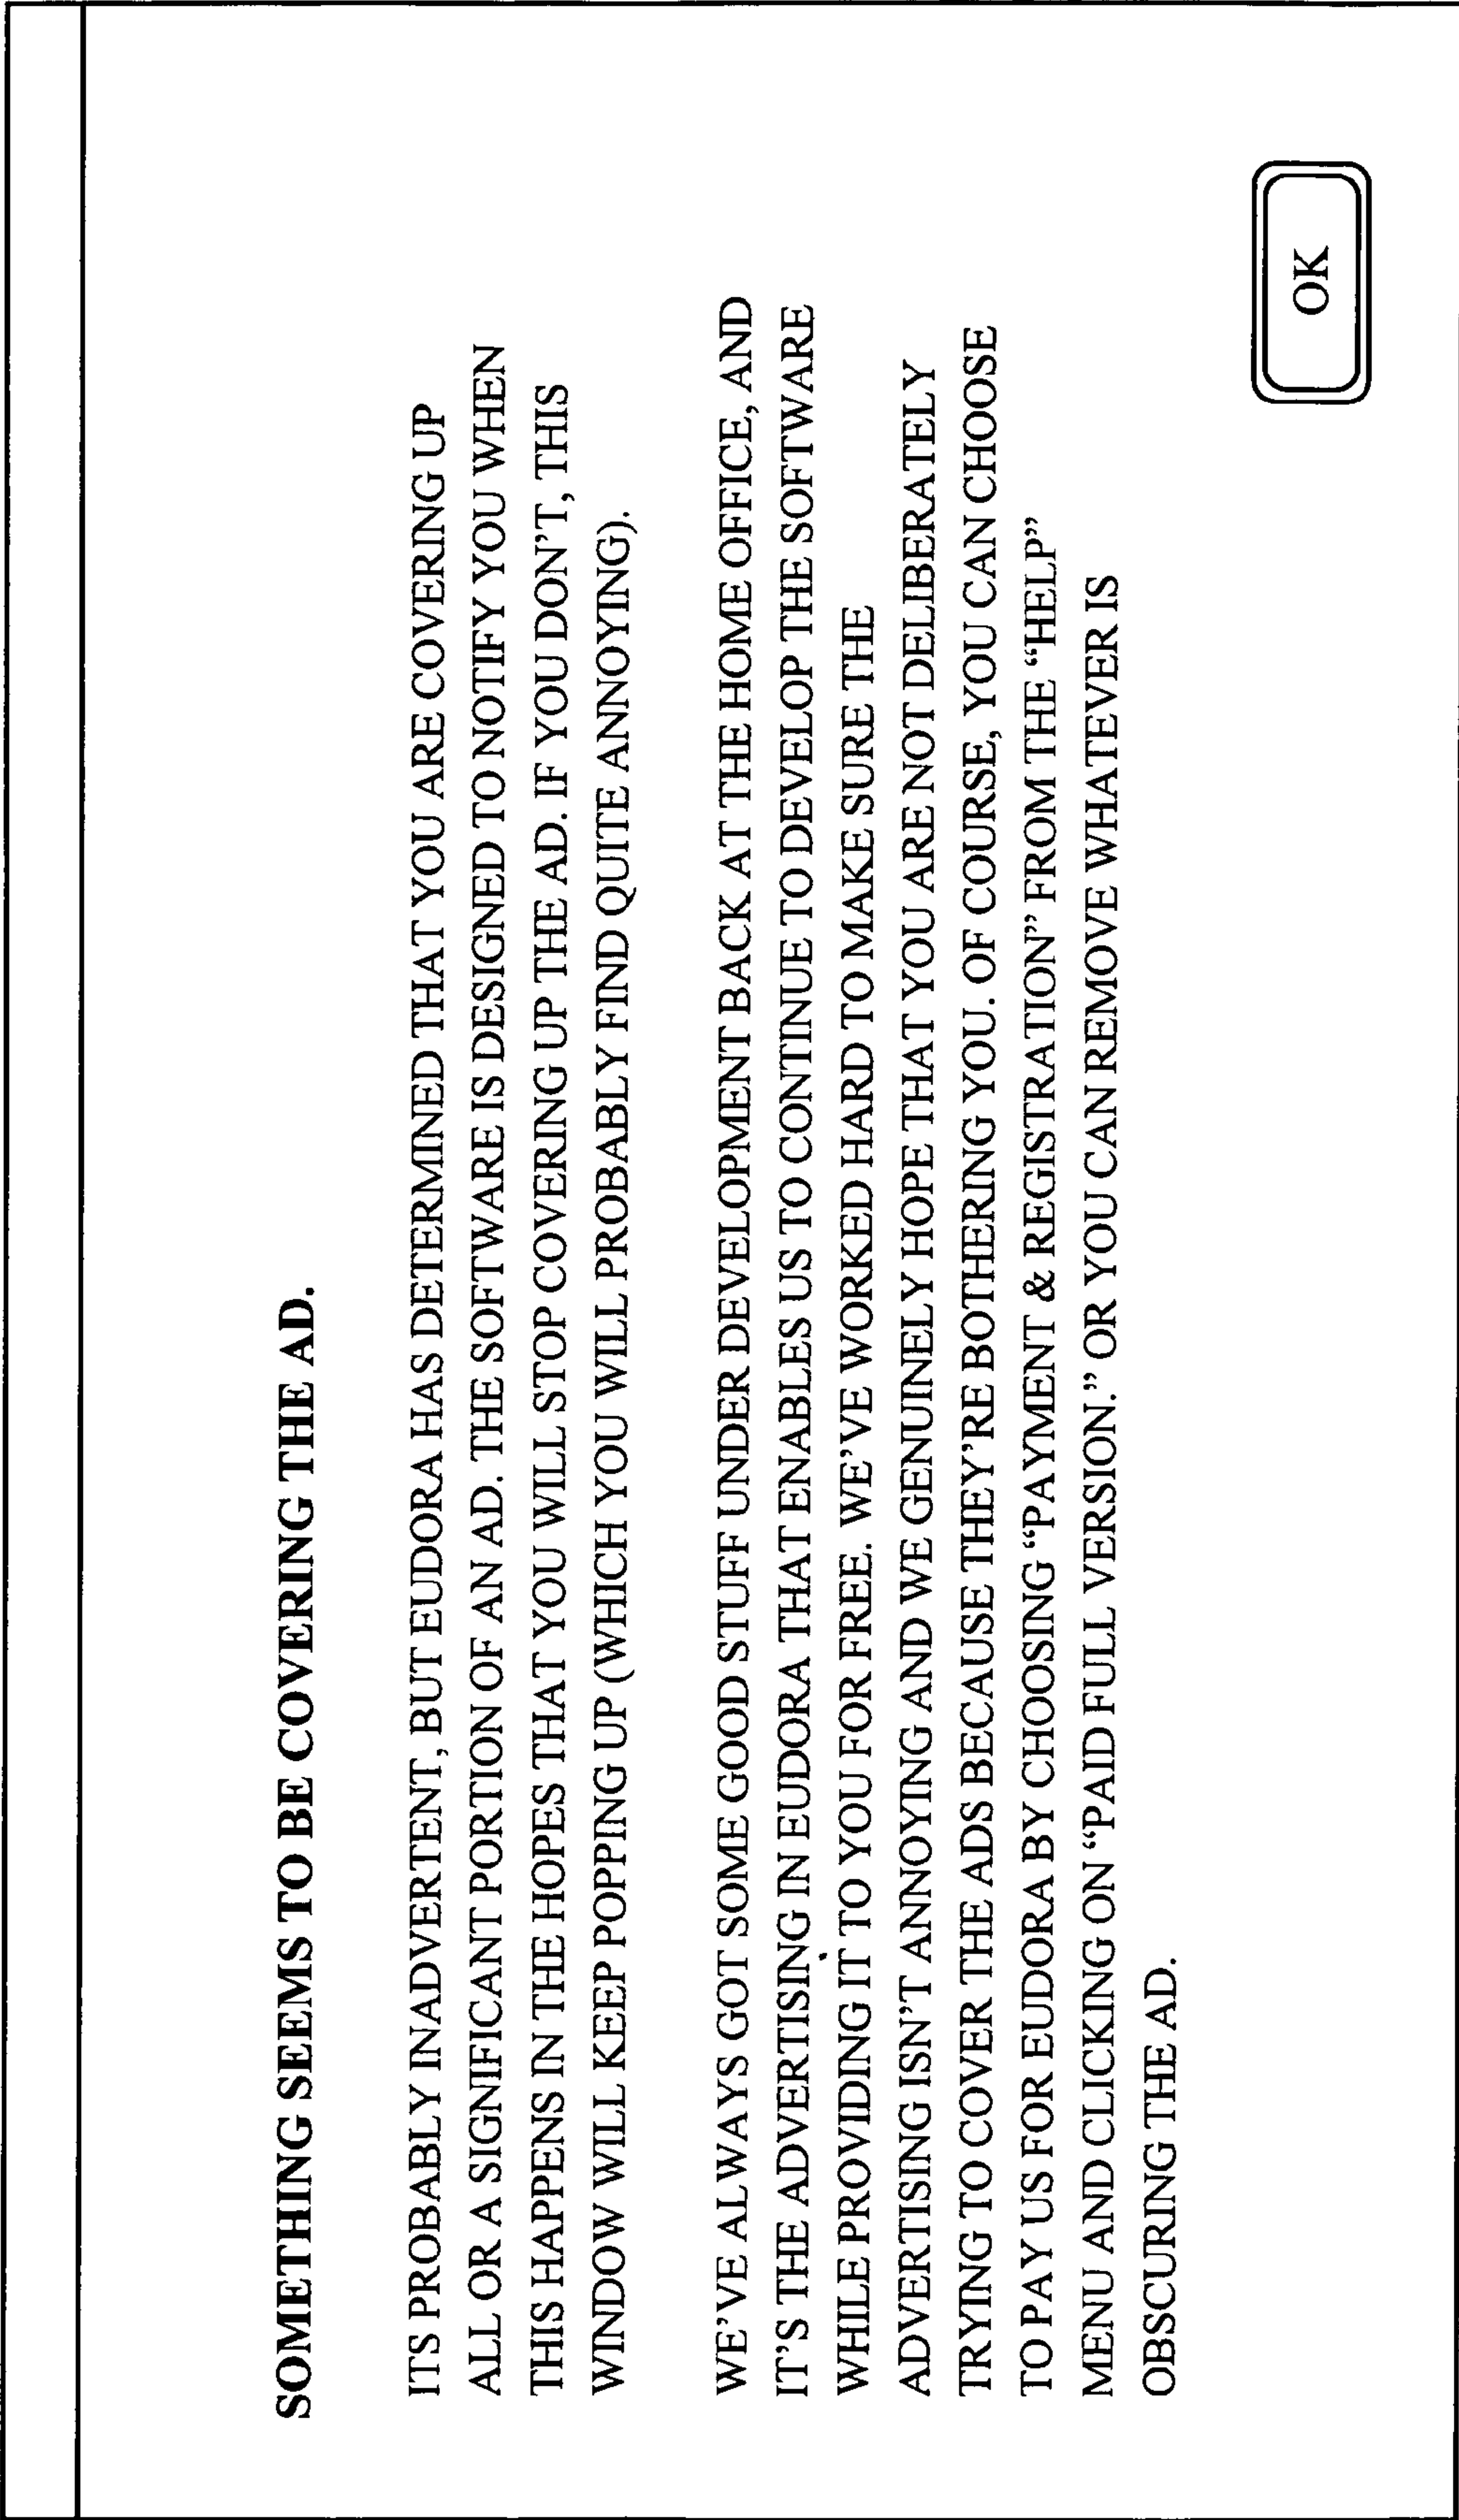 SOMETHING SEEMS TO BE COVERING THE AD.
ITS PROBABLY INADVERTENT, BUT EUDORA HAS DETERMINED THAT YOU ARE COVERING UP
ALL OR A SIGNIFICANT PORTION OF AN AD. THE SOFTWARE IS DESIGNED TO NOTIFY YOU WHEN
THIS HAPPENS IN THE HOPES THAT YOU WILL STOP COVERING UP THE AD. IF YOU DON'T, THIS
WINDOW WILL KEEP POPPING UP (WHICH YOU WILL PROBABLY FIND QUITE ANNOYING).
WE'VE ALWAYS GOT SOME GOOD STUFF UNDER DEVELOPMENT BACK AT THE HOME OFFICE, AND
IT'S THE ADVERTISING IN EUDORA THAT ENABLES US TO CONTINUE TO DEVELOP THE SOFTWARE
WHILE PROVIDING IT TO YOU FOR FREE. WE'VE WORKED HARD TO MAKE SURE THE
ADVERTISING ISN'T ANNOYING AND WE GENUINELY HOPE THAT YOU ARE NOT DELIBERATELY
TRYING TO COVER THE ADS BECAUSE THEY'RE BOTHERING YOU. OF COURSE, YOU CAN CHOOSE
TO PAY US FOR EUDORA BY CHOOSING “PAYMENT & REGISTRATION” FROM THE “HELP”
MENU AND CLICKING ON “PAID FULL VERSION.” OR YOU CAN REMOVE WHATEVER IS
OBSCURING THE AD.
OK